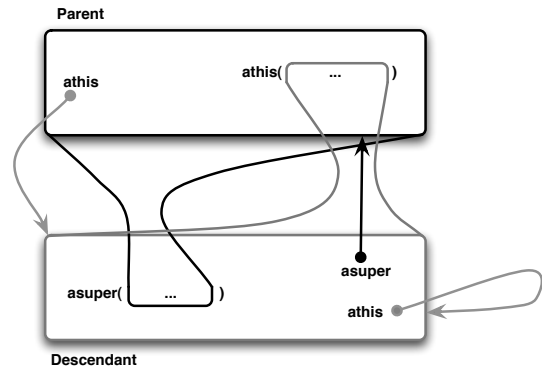 Parent
athis
athis( ... )
asuper
asuper( ... )
athis
Descendant